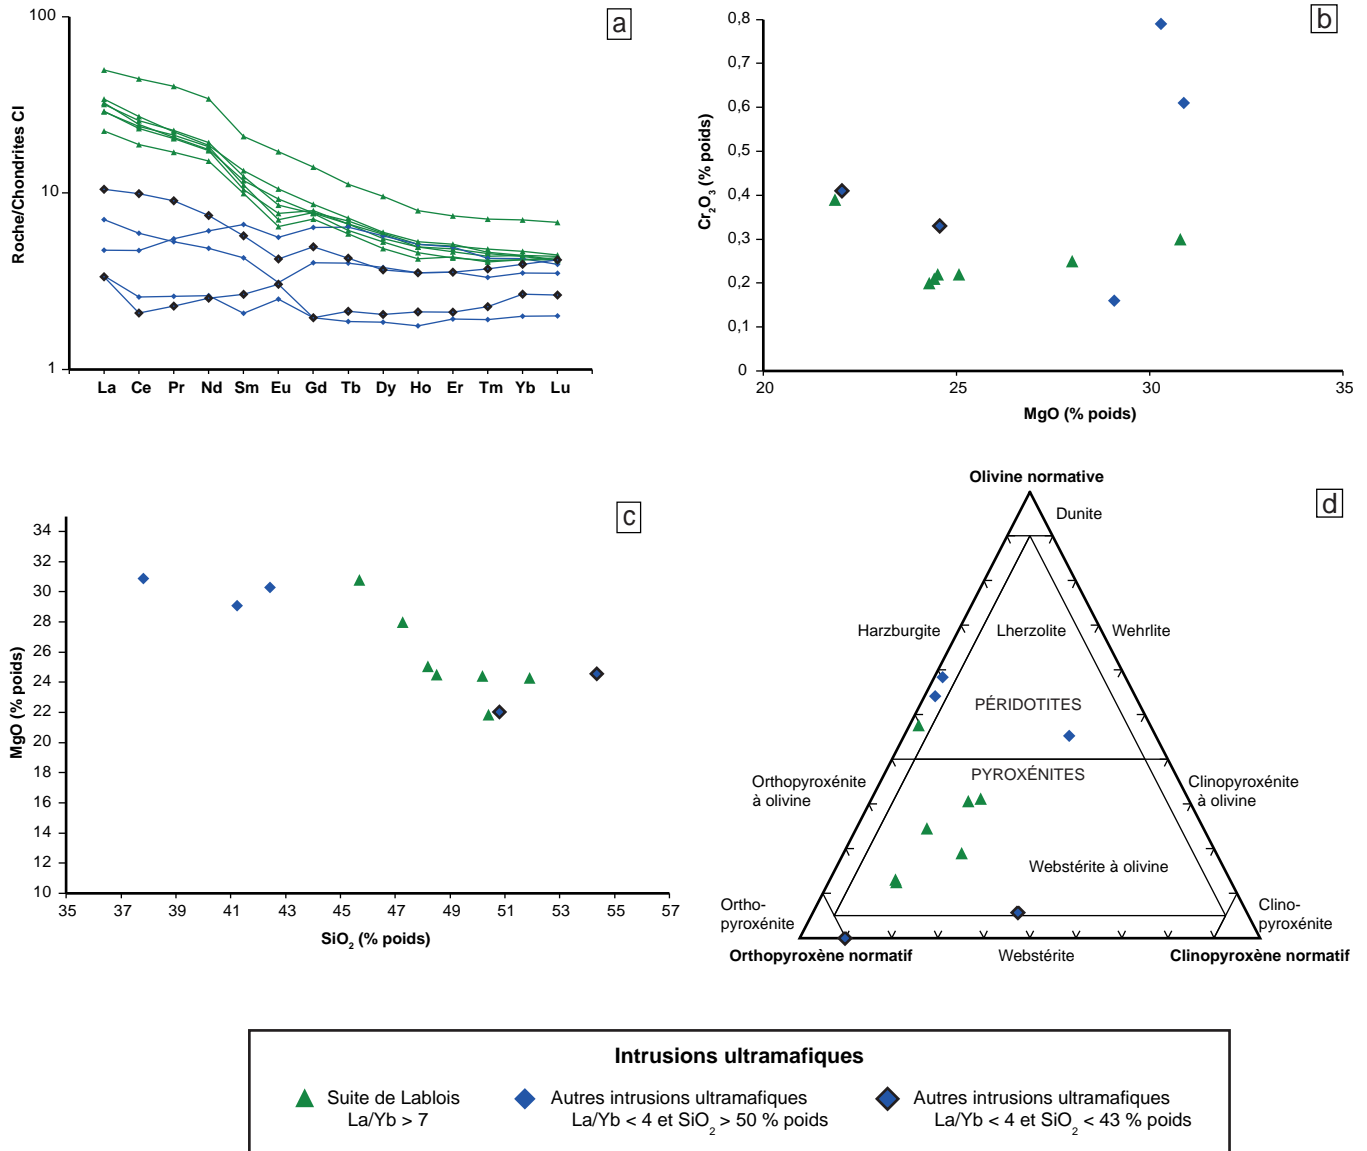 a
100
10
1
Roche/Chondrites CI
La Ce Pr Nd Sm Eu Gd Tb Dy Ho Er Tm Yb Lu
b
0,8
0,7
0,6
0,5
0,4
0,3
0,2
0,1
0
Cr2O3 (% poids)
20 25 30 35
MgO (% poids)
c
34
32
30
28
26
24
22
20
18
16
14
12
10
MgO (% poids)
35 37 39 41 43 45 47 49 51 53 55 57
SiO2 (% poids)
d
Olivine normative
Dunite
Harzburgite Lherzolite Wehrlite
PÉRIDOTITES
PYROXÉNITES
Orthopyroxénite
à olivine
Clinopyroxénite
à olivine
Webstérite à olivine
Ortho-
pyroxénite
Clino-
pyroxénite
Orthopyroxène normatif
Webstérite
Clinopyroxène normatif
Intrusions ultramafiques
Suite de Lablois
La/Yb > 7
Autres intrusions ultramafiques
La/Yb < 4 et SiO2 > 50 % poids
Autres intrusions ultramafiques
La/Yb < 4 et SiO2 < 43 % poids